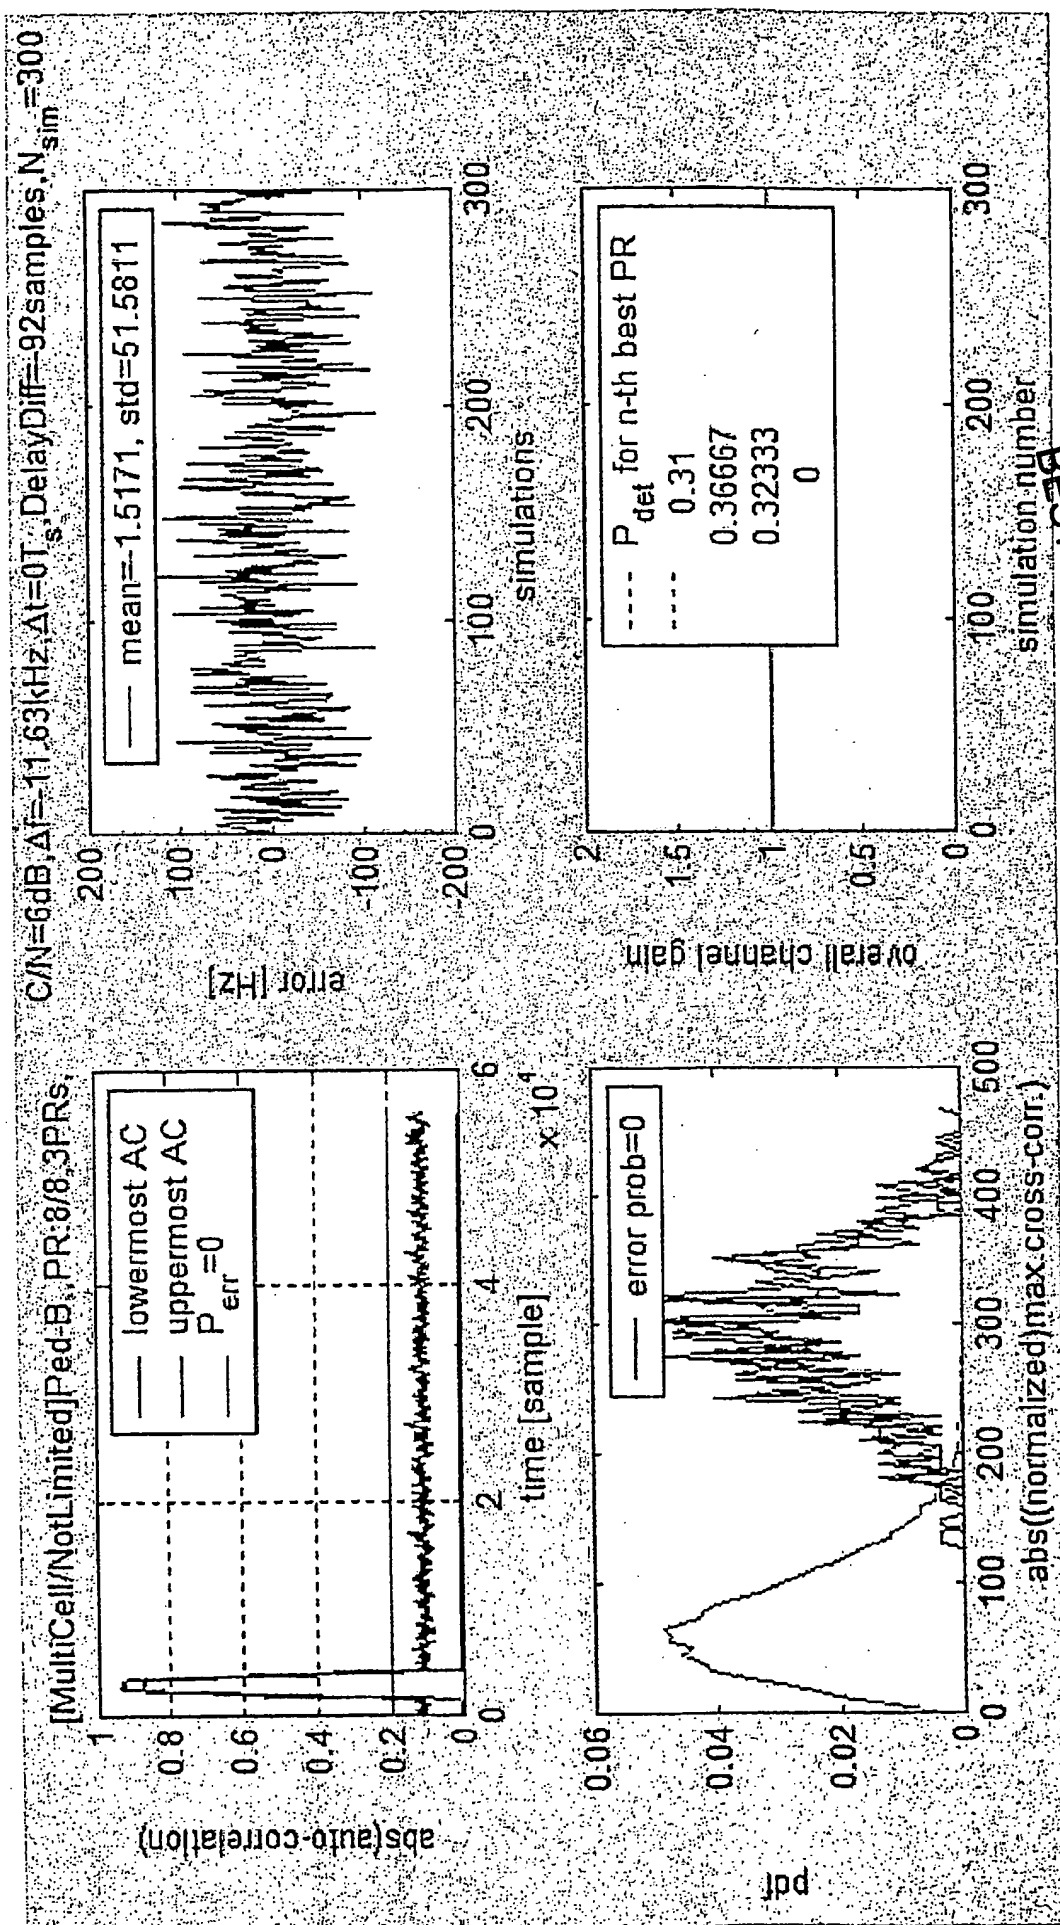 [MultiCell/NotLimited]Ped-B,PR:8/8,3PRs,
C/N=6dB,Δf=-11.63kHz,Δt=0Ts,DelayDiff=-92samples,Nsim=300
abs(auto-correlation)
1
0.8
0.6
0.4
0.2
0
lowermost AC
uppermost AC
Perr=0
0 2 4 6
time [sample]
x 10^4
error [Hz]
200
100
0
-100
-200
mean=-1.5171, std=51.5811
0 100 200 300
simulations
pdf
0.06
0.04
0.02
0
error prob=0
0 100 200 300 400 500
abs((normalized)max.cross-corr.)
overall channel gain
2
1.5
1
0.5
0
Pdet for n-th best PR
0.31
0.36667
0.32333
0
0 100 200 300
simulation number